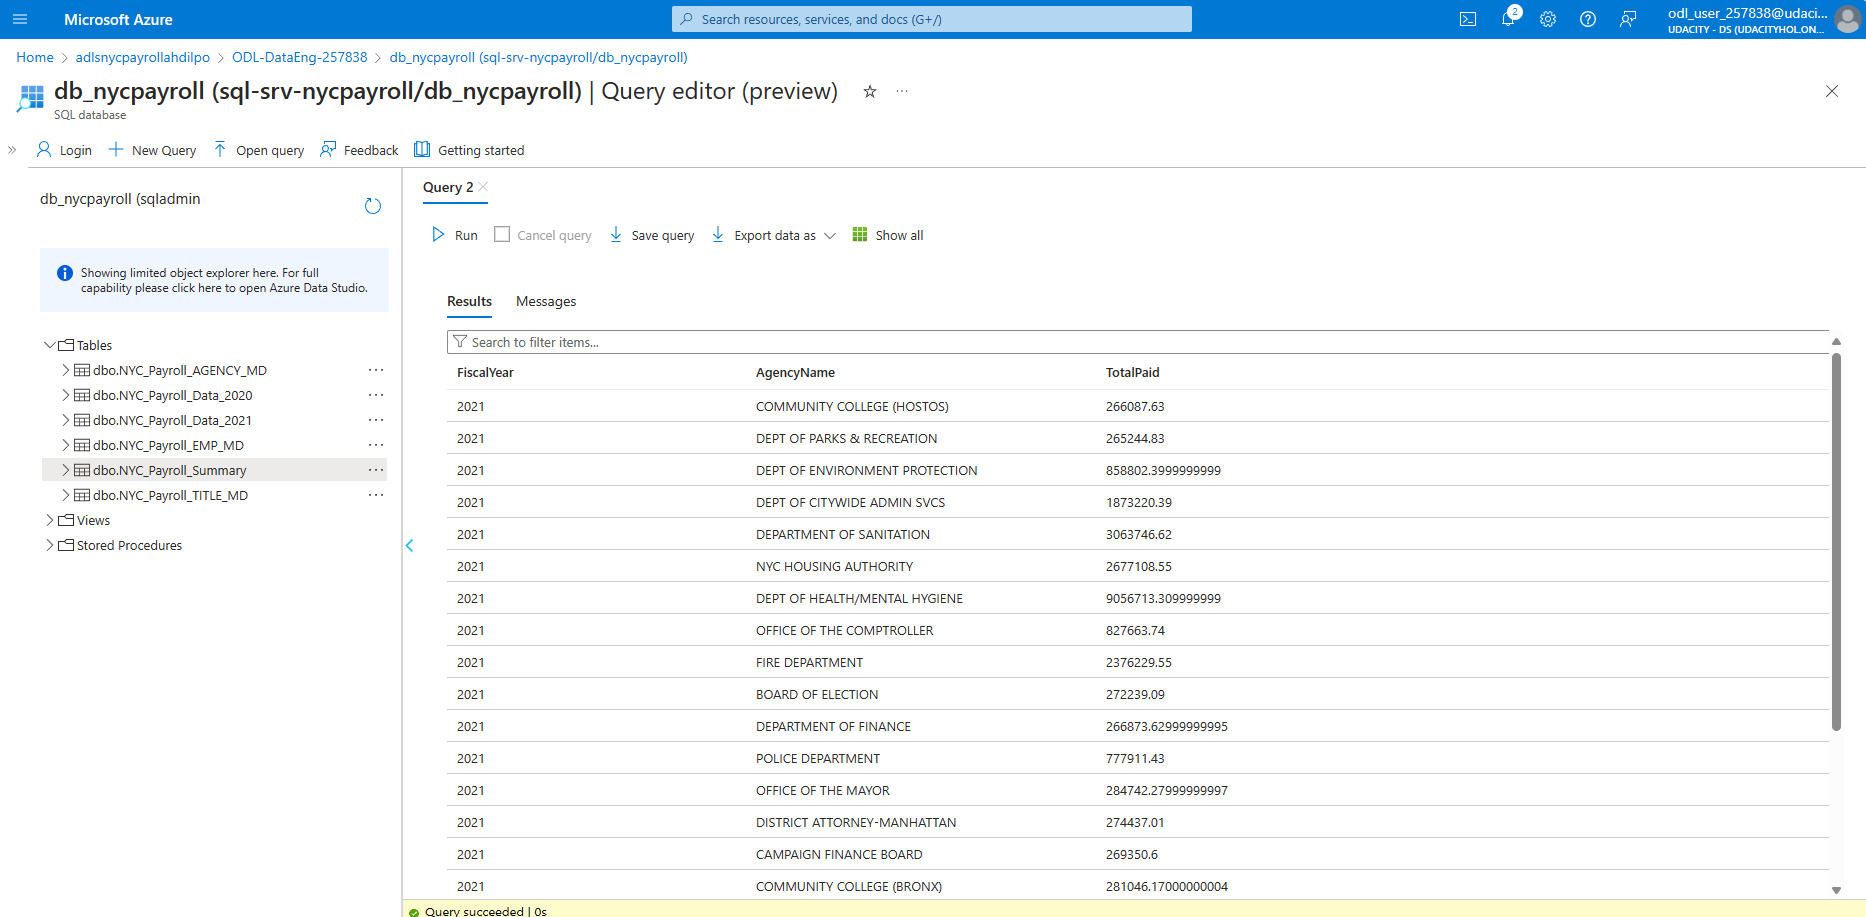 Microsoft Azure
Search resources, services, and docs (G+/)
2
odl_user_257838@udaci...
UDACITY - DS (UDACITYHOL.ON...
Home > adlsnycpayrollahdilpo > ODL-DataEng-257838 > db_nycpayroll (sql-srv-nycpayroll/db_nycpayroll)
db_nycpayroll (sql-srv-nycpayroll/db_nycpayroll) | Query editor (preview)
SQL database
Login New Query Open query Feedback Getting started
db_nycpayroll (sqladmin
Showing limited object explorer here. For full
capability please click here to open Azure Data Studio.
Tables
dbo.NYC_Payroll_AGENCY_MD
dbo.NYC_Payroll_Data_2020
dbo.NYC_Payroll_Data_2021
dbo.NYC_Payroll_EMP_MD
dbo.NYC_Payroll_Summary
dbo.NYC_Payroll_TITLE_MD
Views
Stored Procedures
Query 2
Run Cancel query Save query Export data as Show all
Results Messages
Search to filter items...
FiscalYear AgencyName TotalPaid
2021 COMMUNITY COLLEGE (HOSTOS) 266087.63
2021 DEPT OF PARKS & RECREATION 265244.83
2021 DEPT OF ENVIRONMENT PROTECTION 858802.3999999999
2021 DEPT OF CITYWIDE ADMIN SVCS 1873220.39
2021 DEPARTMENT OF SANITATION 3063746.62
2021 NYC HOUSING AUTHORITY 2677108.55
2021 DEPT OF HEALTH/MENTAL HYGIENE 9056713.309999999
2021 OFFICE OF THE COMPTROLLER 827663.74
2021 FIRE DEPARTMENT 2376229.55
2021 BOARD OF ELECTION 272239.09
2021 DEPARTMENT OF FINANCE 266873.62999999995
2021 POLICE DEPARTMENT 777911.43
2021 OFFICE OF THE MAYOR 284742.27999999997
2021 DISTRICT ATTORNEY-MANHATTAN 274437.01
2021 CAMPAIGN FINANCE BOARD 269350.6
2021 COMMUNITY COLLEGE (BRONX) 281046.17000000004
Query succeeded | 0s